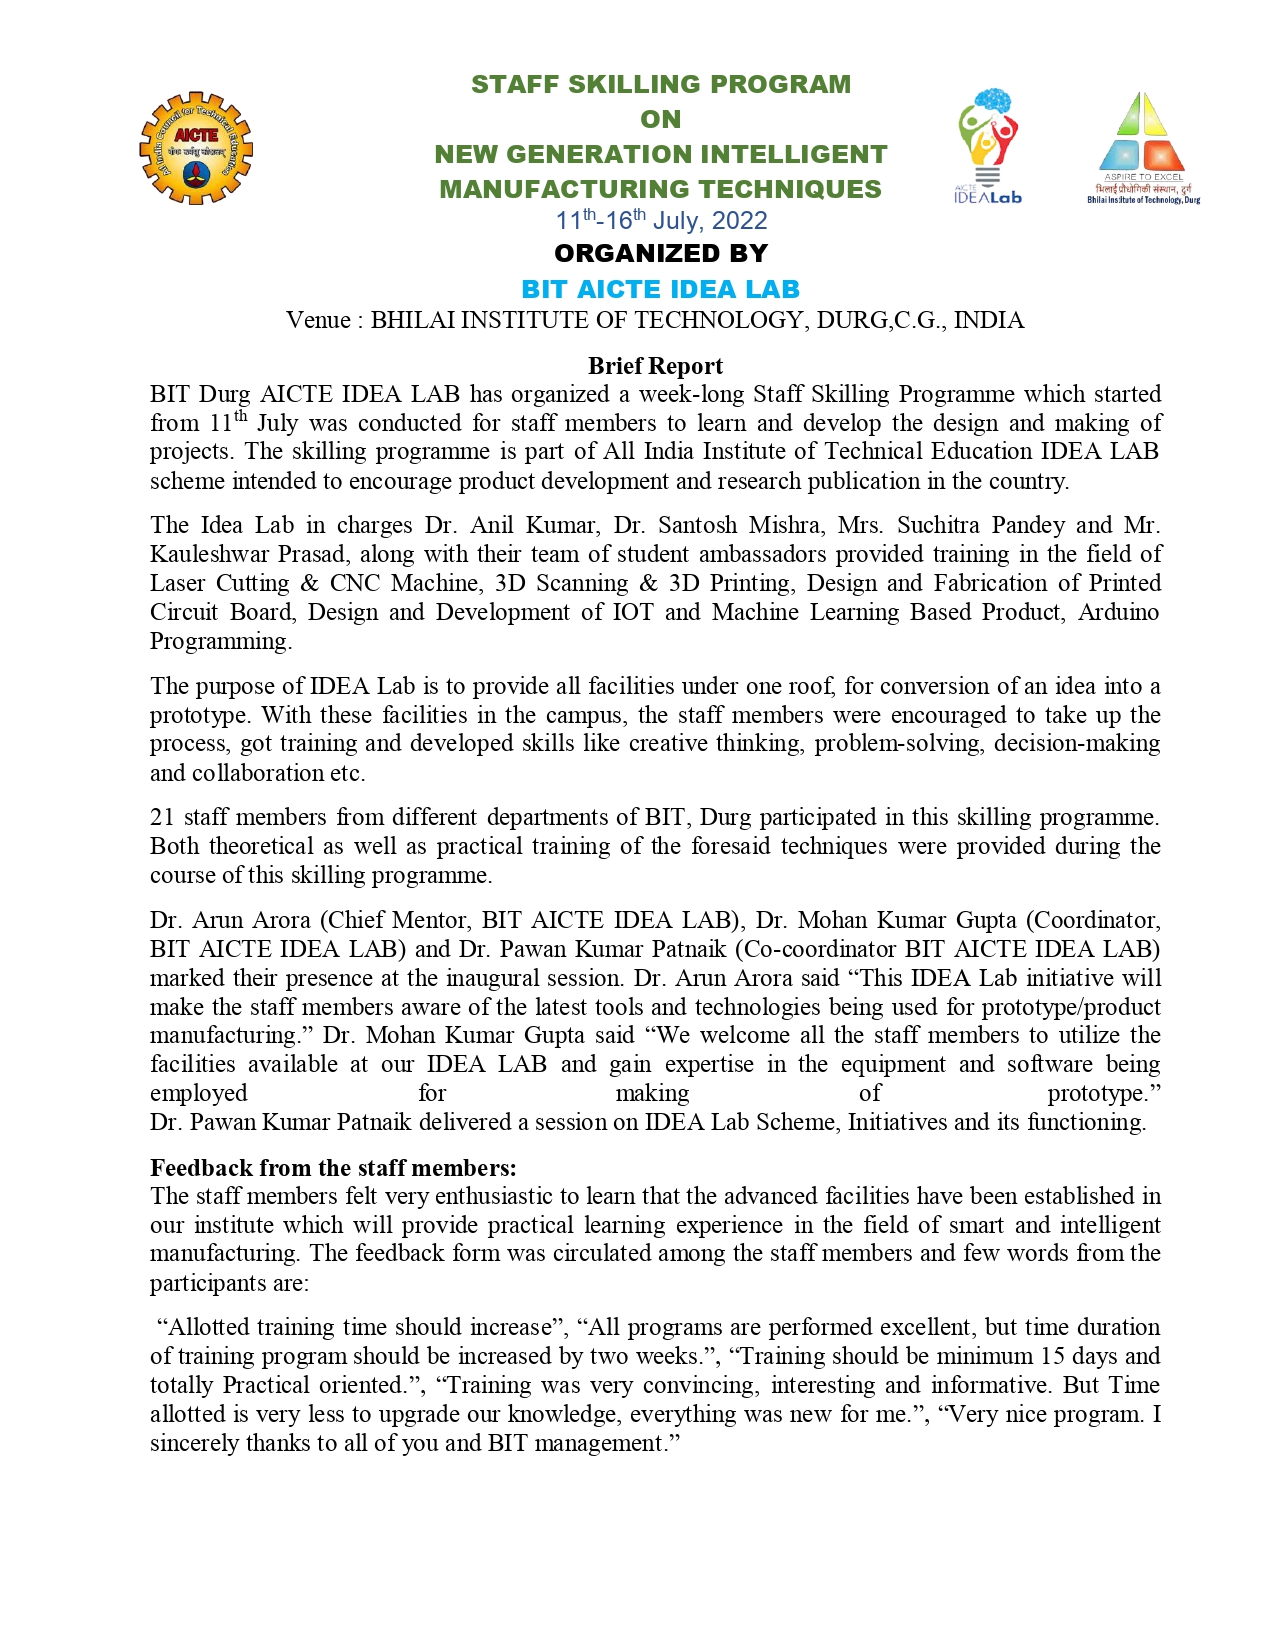 STAFF SKILLING PROGRAM
ON
NEW GENERATION INTELLIGENT
MANUFACTURING TECHNIQUES
11th-16th July, 2022
ORGANIZED BY
BIT AICTE IDEA LAB
All India Council for Technical Education
AICTE
AICTE
IDEALab
ASPIRE TO EXCEL
भिलाई प्रौद्योगिकी संस्थान, दुर्ग
Bhilai Institute of Technology, Durg
Venue : BHILAI INSTITUTE OF TECHNOLOGY, DURG,C.G., INDIA
Brief Report
BIT Durg AICTE IDEA LAB has organized a week-long Staff Skilling Programme which started
from 11th July was conducted for staff members to learn and develop the design and making of
projects. The skilling programme is part of All India Institute of Technical Education IDEA LAB
scheme intended to encourage product development and research publication in the country.
The Idea Lab in charges Dr. Anil Kumar, Dr. Santosh Mishra, Mrs. Suchitra Pandey and Mr.
Kauleshwar Prasad, along with their team of student ambassadors provided training in the field of
Laser Cutting & CNC Machine, 3D Scanning & 3D Printing, Design and Fabrication of Printed
Circuit Board, Design and Development of IOT and Machine Learning Based Product, Arduino
Programming.
The purpose of IDEA Lab is to provide all facilities under one roof, for conversion of an idea into a
prototype. With these facilities in the campus, the staff members were encouraged to take up the
process, got training and developed skills like creative thinking, problem-solving, decision-making
and collaboration etc.
21 staff members from different departments of BIT, Durg participated in this skilling programme.
Both theoretical as well as practical training of the foresaid techniques were provided during the
course of this skilling programme.
Dr. Arun Arora (Chief Mentor, BIT AICTE IDEA LAB), Dr. Mohan Kumar Gupta (Coordinator,
BIT AICTE IDEA LAB) and Dr. Pawan Kumar Patnaik (Co-coordinator BIT AICTE IDEA LAB)
marked their presence at the inaugural session. Dr. Arun Arora said “This IDEA Lab initiative will
make the staff members aware of the latest tools and technologies being used for prototype/product
manufacturing.” Dr. Mohan Kumar Gupta said “We welcome all the staff members to utilize the
facilities available at our IDEA LAB and gain expertise in the equipment and software being
employed for making of prototype.”
Dr. Pawan Kumar Patnaik delivered a session on IDEA Lab Scheme, Initiatives and its functioning.
Feedback from the staff members:
The staff members felt very enthusiastic to learn that the advanced facilities have been established in
our institute which will provide practical learning experience in the field of smart and intelligent
manufacturing. The feedback form was circulated among the staff members and few words from the
participants are:
“Allotted training time should increase”, “All programs are performed excellent, but time duration
of training program should be increased by two weeks.”, “Training should be minimum 15 days and
totally Practical oriented.”, “Training was very convincing, interesting and informative. But Time
allotted is very less to upgrade our knowledge, everything was new for me.”, “Very nice program. I
sincerely thanks to all of you and BIT management.”